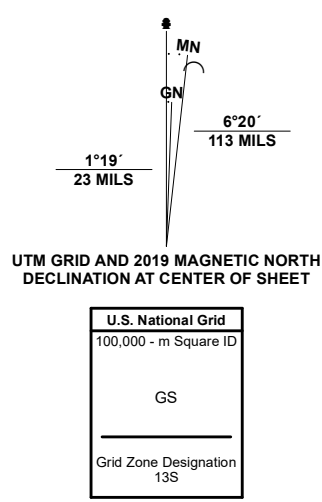 MN
GN
6°20´
113 MILS
1°19´
23 MILS
UTM GRID AND 2019 MAGNETIC NORTH
DECLINATION AT CENTER OF SHEET
U.S. National Grid
100,000 - m Square ID
GS
Grid Zone Designation
13S